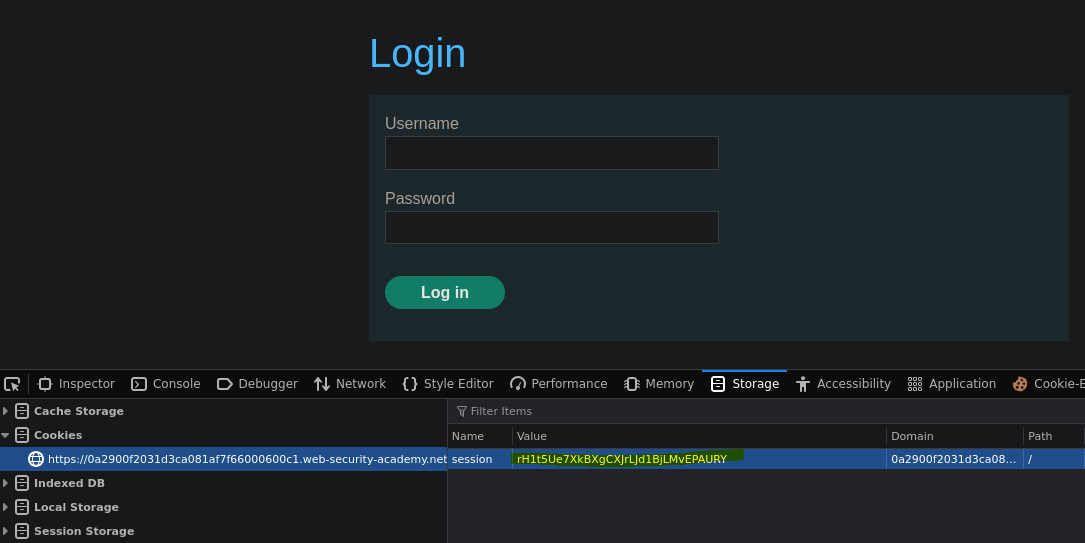 Login
Username
Password
Log in
Inspector Console Debugger Network Style Editor Performance Memory Storage Accessibility Application Cookie-E
Cache Storage
Filter Items
Cookies
Name Value Domain Path
https://0a2900f2031d3ca081af7f66000600c1.web-security-academy.net session rH1t5Ue7XkBXgCXJrLJd1BjLMvEPAURY 0a2900f2031d3ca08... /
Indexed DB
Local Storage
Session Storage